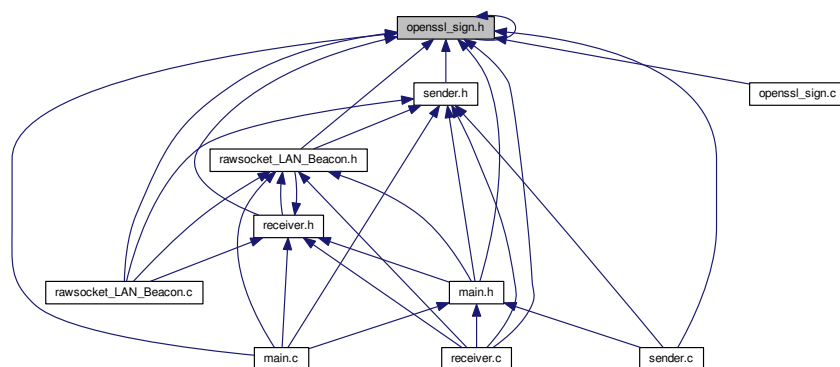 openssl_sign.h
sender.h
openssl_sign.c
rawsocket_LAN_Beacon.h
receiver.h
rawsocket_LAN_Beacon.c
main.h
main.c
receiver.c
sender.c